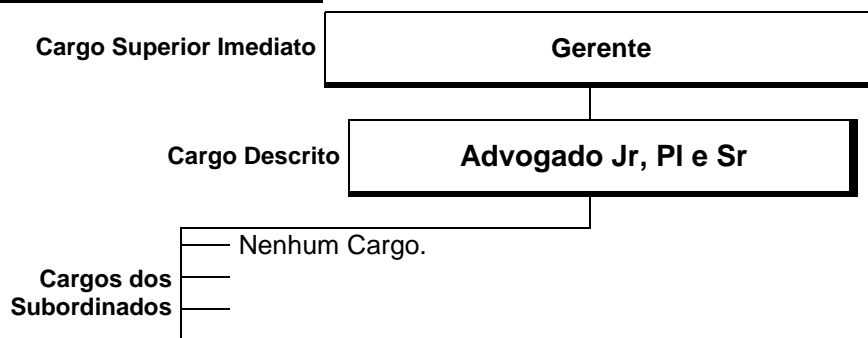 Cargo Superior Imediato
Gerente
Cargo Descrito
Advogado Jr, Pl e Sr
Nenhum Cargo.
Cargos dos
Subordinados